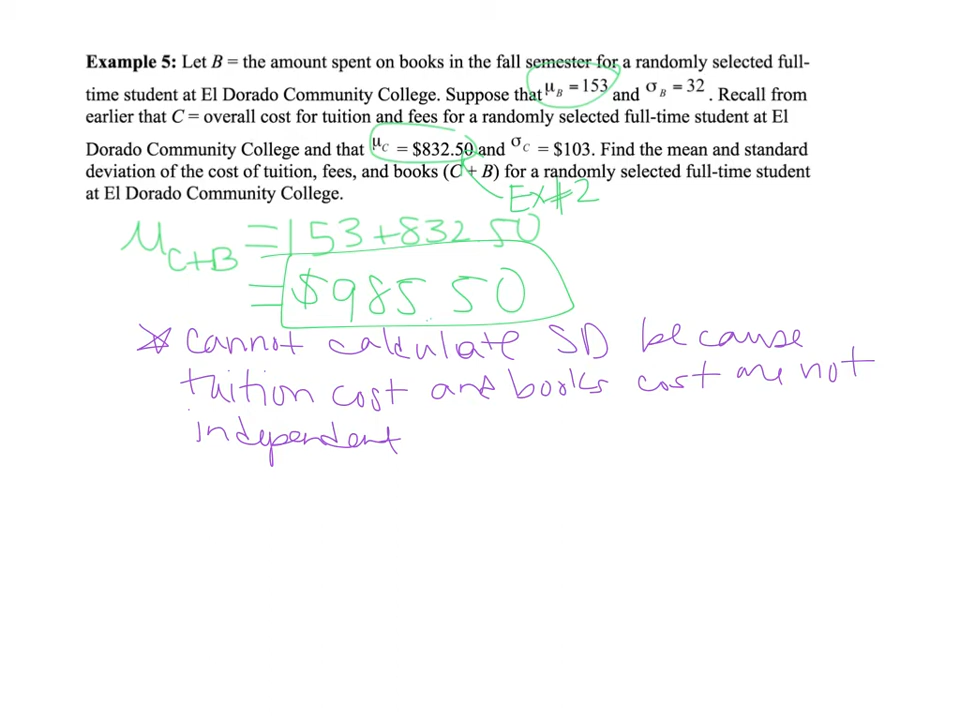 Example 5: Let B = the amount spent on books in the fall semester for a randomly selected full-
time student at El Dorado Community College. Suppose that μB = 153 and σB = 32 . Recall from
earlier that C = overall cost for tuition and fees for a randomly selected full-time student at El
Dorado Community College and that μC = $832.50 and σC = $103. Find the mean and standard
deviation of the cost of tuition, fees, and books (C + B) for a randomly selected full-time student
at El Dorado Community College.
EX#2
μC+B = 153+832.50
= $985.50
* cannot calculate SD because
tuition cost and books cost are not
independent